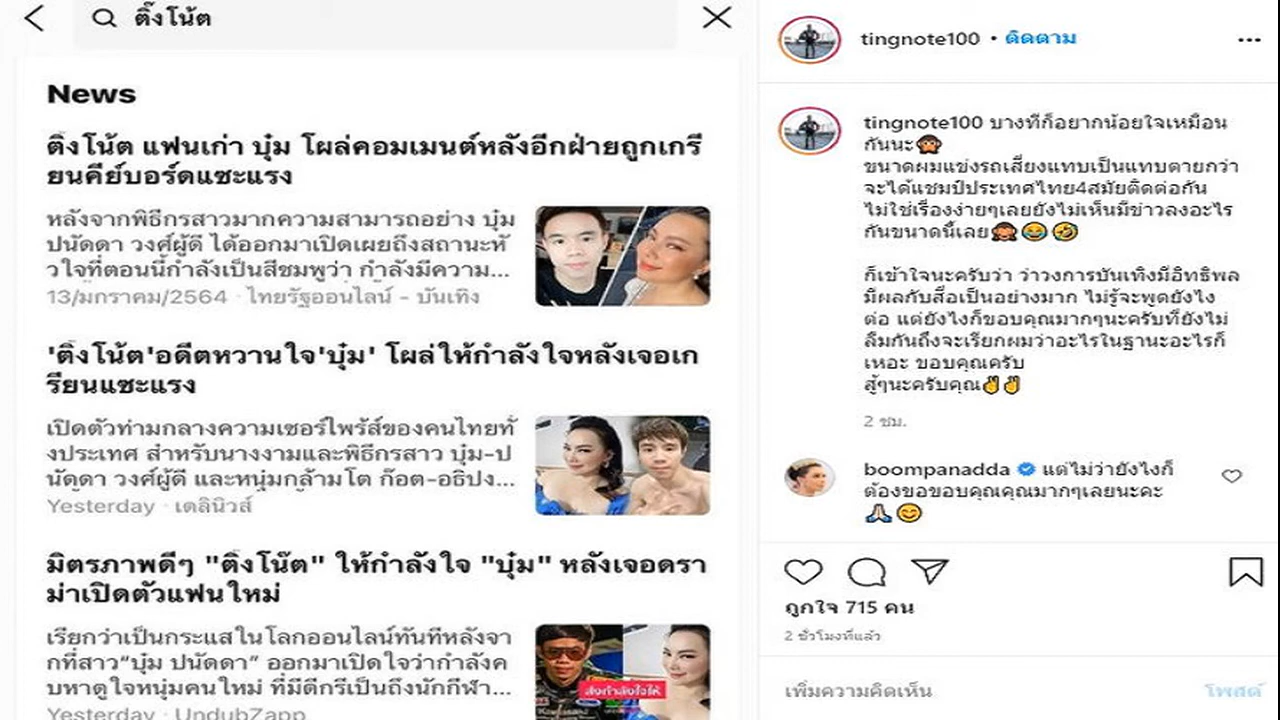 ติ๊งโน้ต
News
ติ๊งโน้ต แฟนเก่า บุ๋ม โผล่คอมเมนต์หลังอีกฝ่ายถูกเกรี
ยนคีย์บอร์ดแซะแรง
หลังจากพิธีกรสาวมากความสามารถอย่าง บุ๋ม
ปนัดดา วงศ์ผู้ดี ได้ออกมาเปิดเผยถึงสถานะหั
วใจที่ตอนนี้กำลังเป็นสีชมพูว่า กำลังมีความ...
13/มกราคม/2564 · ไทยรัฐออนไลน์ - บันเทิง
'ติ๊งโน้ต'อดีตหวานใจ'บุ๋ม' โผล่ให้กำลังใจหลังเจอเก
รียนแซะแรง
เปิดตัวท่ามกลางความเซอร์ไพร้ส์ของคนไทยทั้
งประเทศ สำหรับนางงามและพิธีกรสาว บุ๋ม-ป
นัดดา วงศ์ผู้ดี และหนุ่มกล้ามโต ก๊อต-อธิปง...
Yesterday · เดลินิวส์
มิตรภาพดีๆ "ติ๊งโน๊ต" ให้กำลังใจ "บุ๋ม" หลังเจอดรา
ม่าเปิดตัวแฟนใหม่
เรียกว่าเป็นกระแสในโลกออนไลน์ทันทีหลังจา
กที่สาว“บุ๋ม ปนัดดา” ออกมาเปิดใจว่ากำลังค
บหาดูใจหนุ่มคนใหม่ ที่มีดีกรีเป็นถึงนักกีฬา...
Yesterday · UndubZapp
ส่งกำลังใจให้
tingnote100 • ติดตาม
tingnote100 บางทีก็อยากน้อยใจเหมือน
กันนะ🙊
ขนาดผมแข่งรถเสี่ยงแทบเป็นแทบตายกว่า
จะได้แชมป์ประเทศไทย4สมัยติดต่อกัน
ไม่ใช่เรื่องง่ายๆเลยยังไม่เห็นมีข่าวลงอะไร
กันขนาดนี้เลย🙊😂🤣
ก็เข้าใจนะครับว่า ว่าวงการบันเทิงมีอิทธิพล
มีผลกับสื่อเป็นอย่างมาก ไม่รู้จะพูดยังไง
ต่อ แต่ยังไงก็ขอบคุณมากๆนะครับที่ยังไม่
ลืมกันถึงจะเรียกผมว่าอะไรในฐานะอะไรก็
เหอะ ขอบคุณครับ
สู้ๆนะครับคุณ✌✌
2 ชม.
boompanadda แต่ไม่ว่ายังไงก็
ต้องขอขอบคุณคุณมากๆเลยนะคะ
🙏😊
ถูกใจ 715 คน
2 ชั่วโมงที่แล้ว
เพิ่มความคิดเห็น
โพสต์